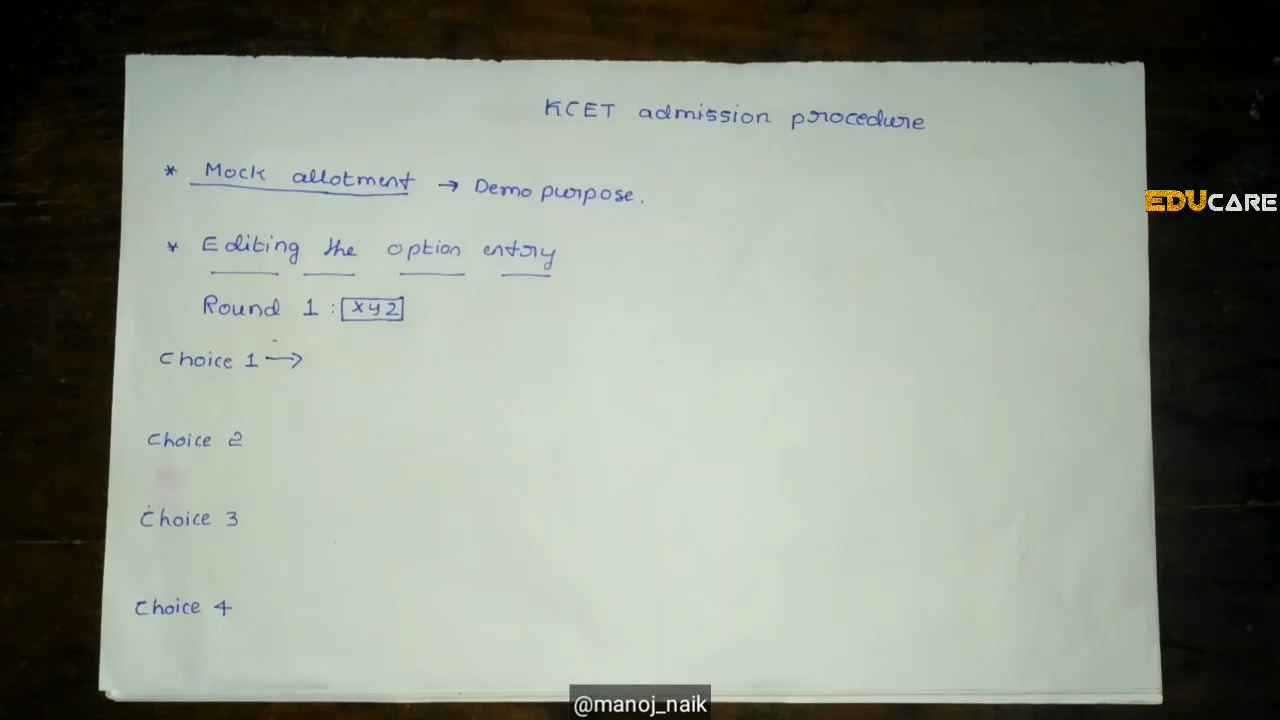 KCET admission procedure
* Mock allotment → Demo purpose.
EDUCARE
* Editing the option entry
Round 1 : xyz
Choice 1 →
Choice 2
Choice 3
Choice 4
@manoj_naik